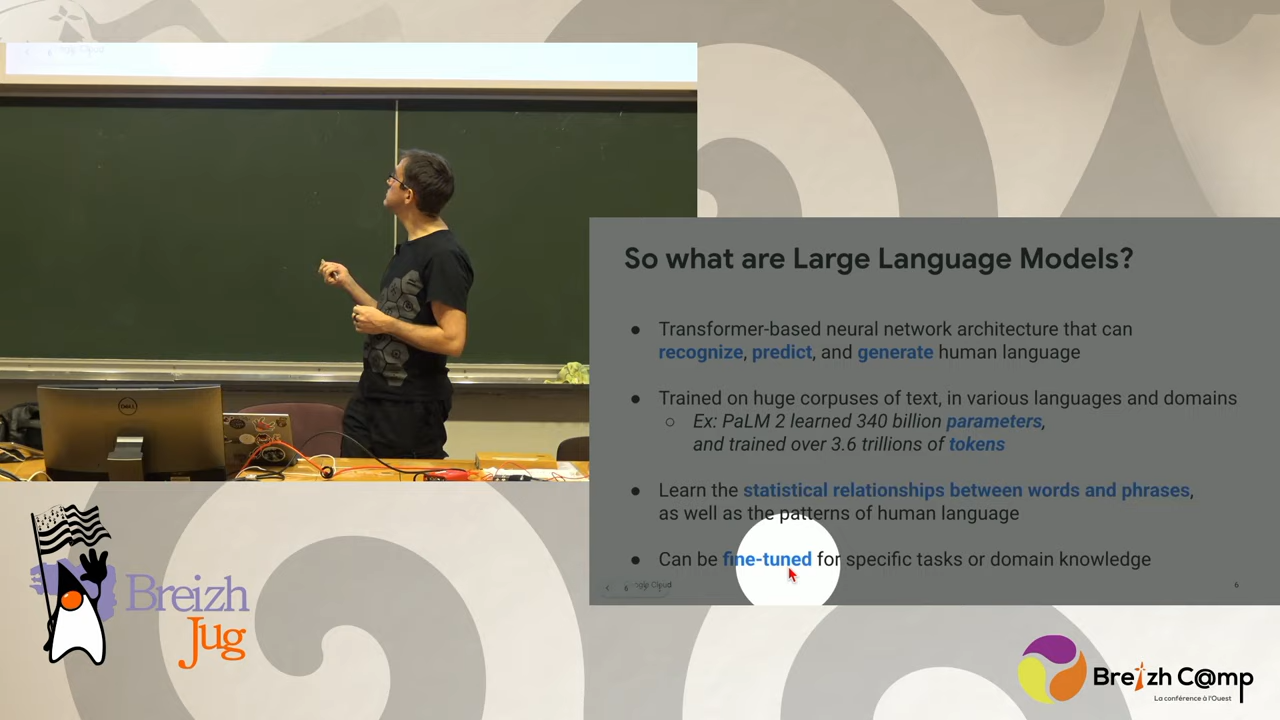 So what are Large Language Models?
● Transformer-based neural network architecture that can
recognize, predict, and generate human language
● Trained on huge corpuses of text, in various languages and domains
○ Ex: PaLM 2 learned 340 billion parameters,
and trained over 3.6 trillions of tokens
● Learn the statistical relationships between words and phrases,
as well as the patterns of human language
● Can be fine-tuned for specific tasks or domain knowledge
Cloud
6
DELL
Breizh
Jug
Breizh C@mp
La conférence à l'Ouest